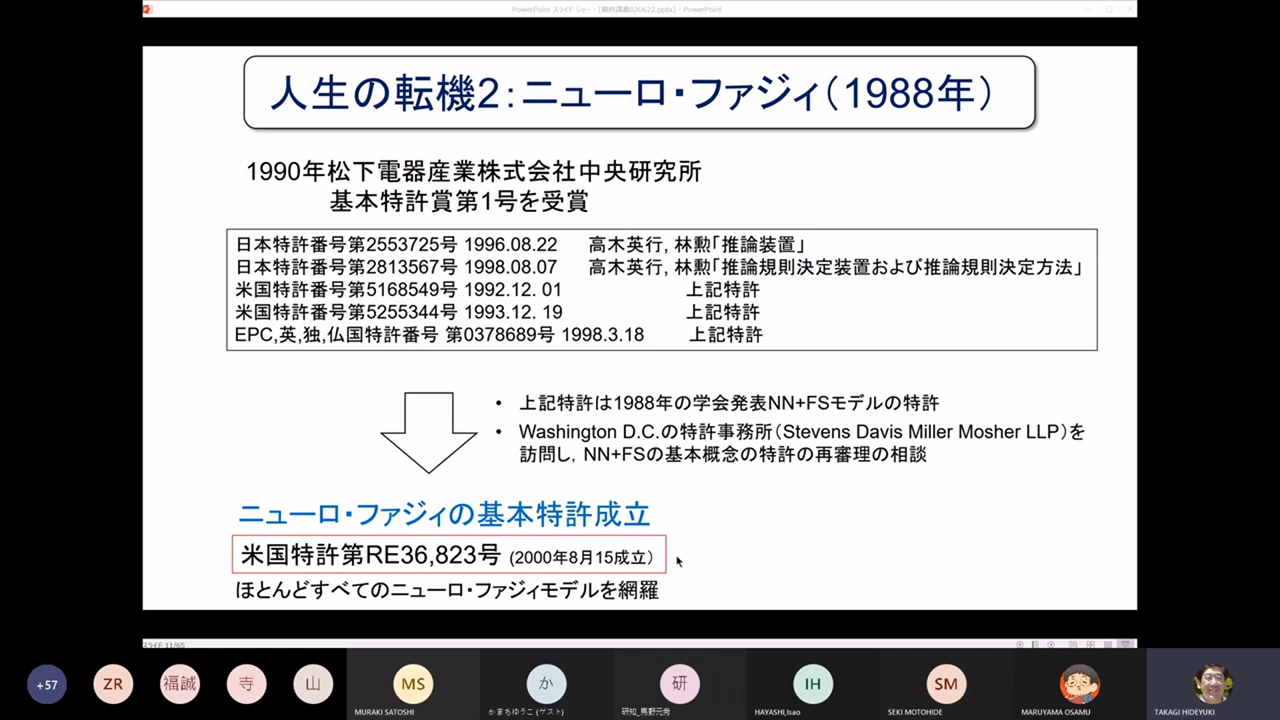 PowerPoint スライド ショー - [最終講義020622.pptx] - PowerPoint
人生の転機2：ニューロ・ファジィ（1988年）
1990年松下電器産業株式会社中央研究所
基本特許賞第1号を受賞
日本特許番号第2553725号 1996.08.22 高木英行, 林勲「推論装置」
日本特許番号第2813567号 1998.08.07 高木英行, 林勲「推論規則決定装置および推論規則決定方法」
米国特許番号第5168549号 1992.12. 01 上記特許
米国特許番号第5255344号 1993.12. 19 上記特許
EPC,英,独,仏国特許番号 第0378689号 1998.3.18 上記特許
• 上記特許は1988年の学会発表NN+FSモデルの特許
• Washington D.C.の特許事務所（Stevens Davis Miller Mosher LLP）を
訪問し，NN+FSの基本概念の特許の再審理の相談
ニューロ・ファジィの基本特許成立
米国特許第RE36,823号 (2000年8月15成立）
ほとんどすべてのニューロ・ファジィモデルを網羅
スライド 11/65
+57 ZR 福誠 寺 山 MS か 研 IH SM
MURAKI SATOSHI かまちゆうこ (ゲスト) 研知_馬野元秀 HAYASHI,Isao SEKI MOTOHIDE MARUYAMA OSAMU TAKAGI HIDEYUKI